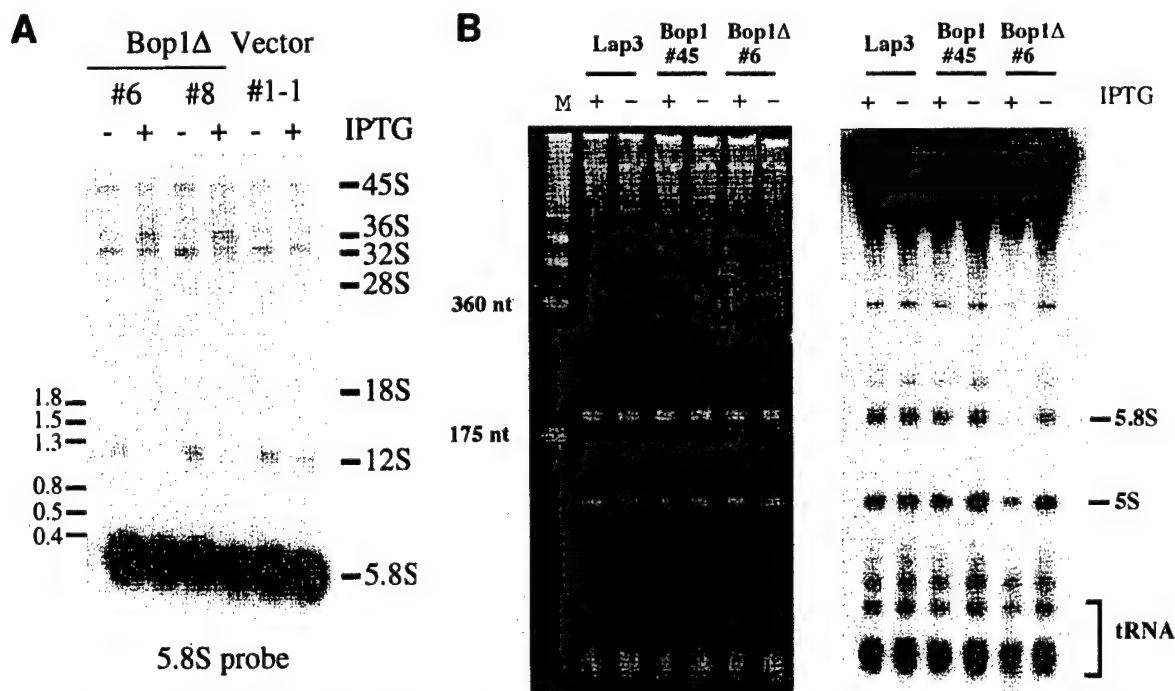 A
Bop1Δ Vector
#6 #8 #1-1
- + - + - + IPTG
45S
36S
32S
28S
18S
12S
5.8S
1.8
1.5
1.3
0.8
0.5
0.4
5.8S probe
B
Lap3 Bop1 #45 Bop1Δ #6
M + − + − + −
360 nt
175 nt
Lap3 Bop1 #45 Bop1Δ #6
+ − + − + − IPTG
5.8S
5S
tRNA